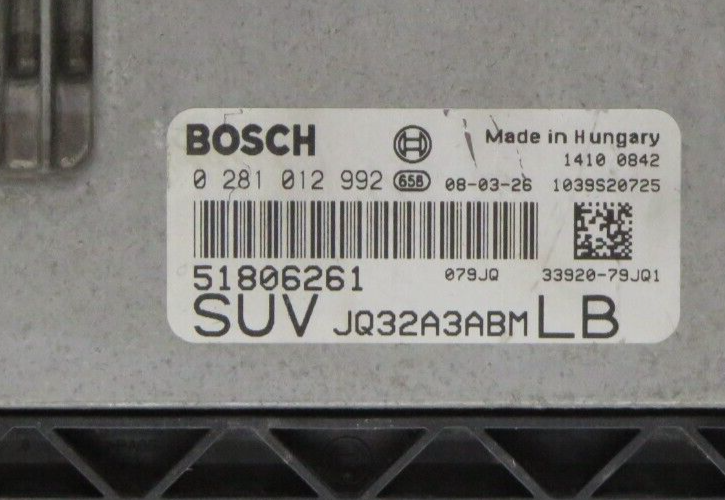 BOSCH Made in Hungary
1410 0842
0 281 012 992 658 08-03-26 1039S20725
51806261 079JQ 33920-79JQ1
SUV JQ32A3ABM LB